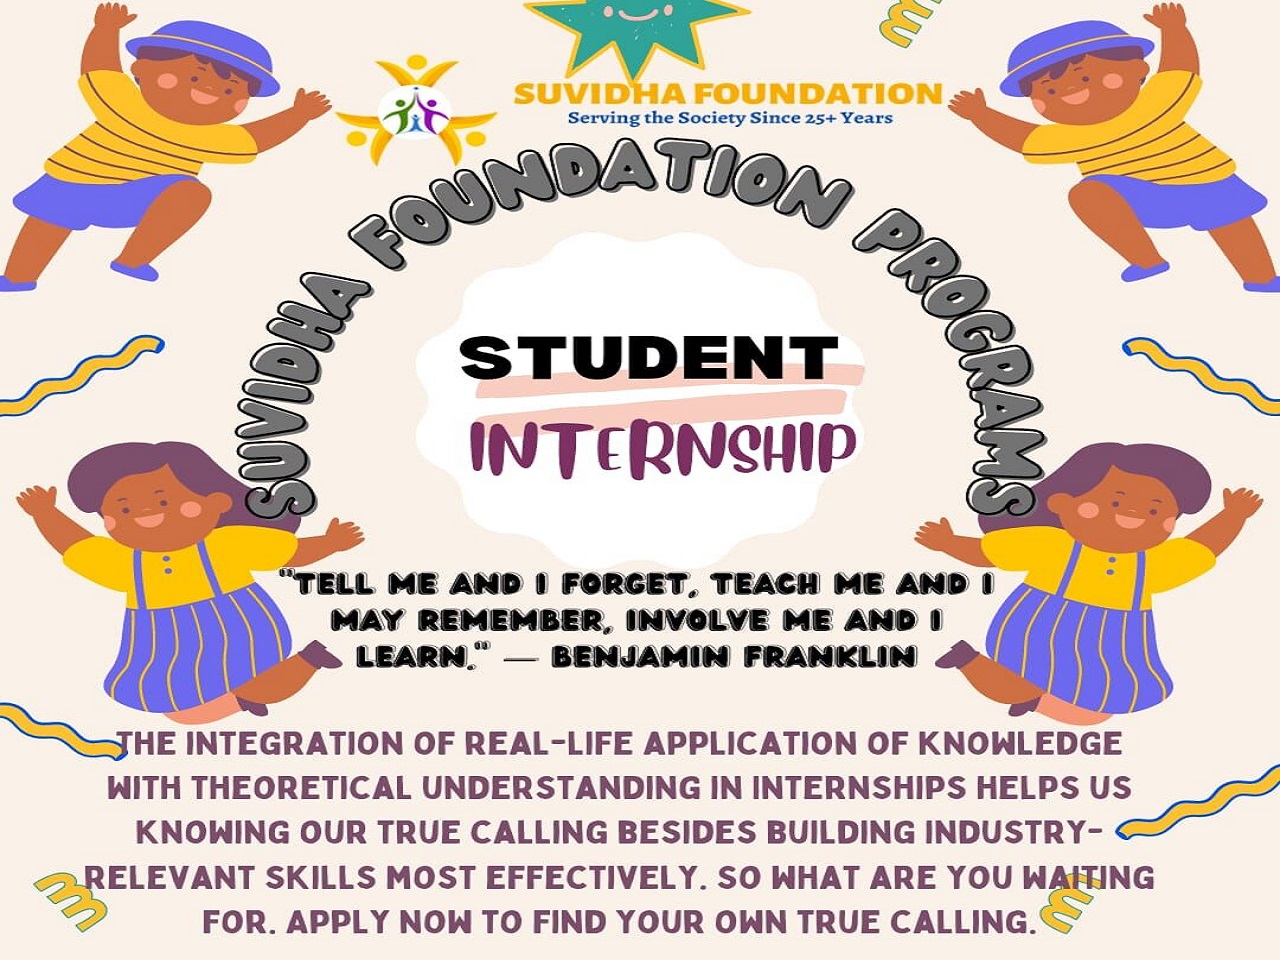 SUVIDHA FOUNDATION
Serving the Society Since 25+ Years
SUVIDHA FOUNDATION PROGRAMS
STUDENT
INTERNSHIP
"TELL ME AND I FORGET, TEACH ME AND I
MAY REMEMBER, INVOLVE ME AND I
LEARN." — BENJAMIN FRANKLIN
THE INTEGRATION OF REAL-LIFE APPLICATION OF KNOWLEDGE
WITH THEORETICAL UNDERSTANDING IN INTERNSHIPS HELPS US
KNOWING OUR TRUE CALLING BESIDES BUILDING INDUSTRY-
RELEVANT SKILLS MOST EFFECTIVELY. SO WHAT ARE YOU WAITING
FOR. APPLY NOW TO FIND YOUR OWN TRUE CALLING.